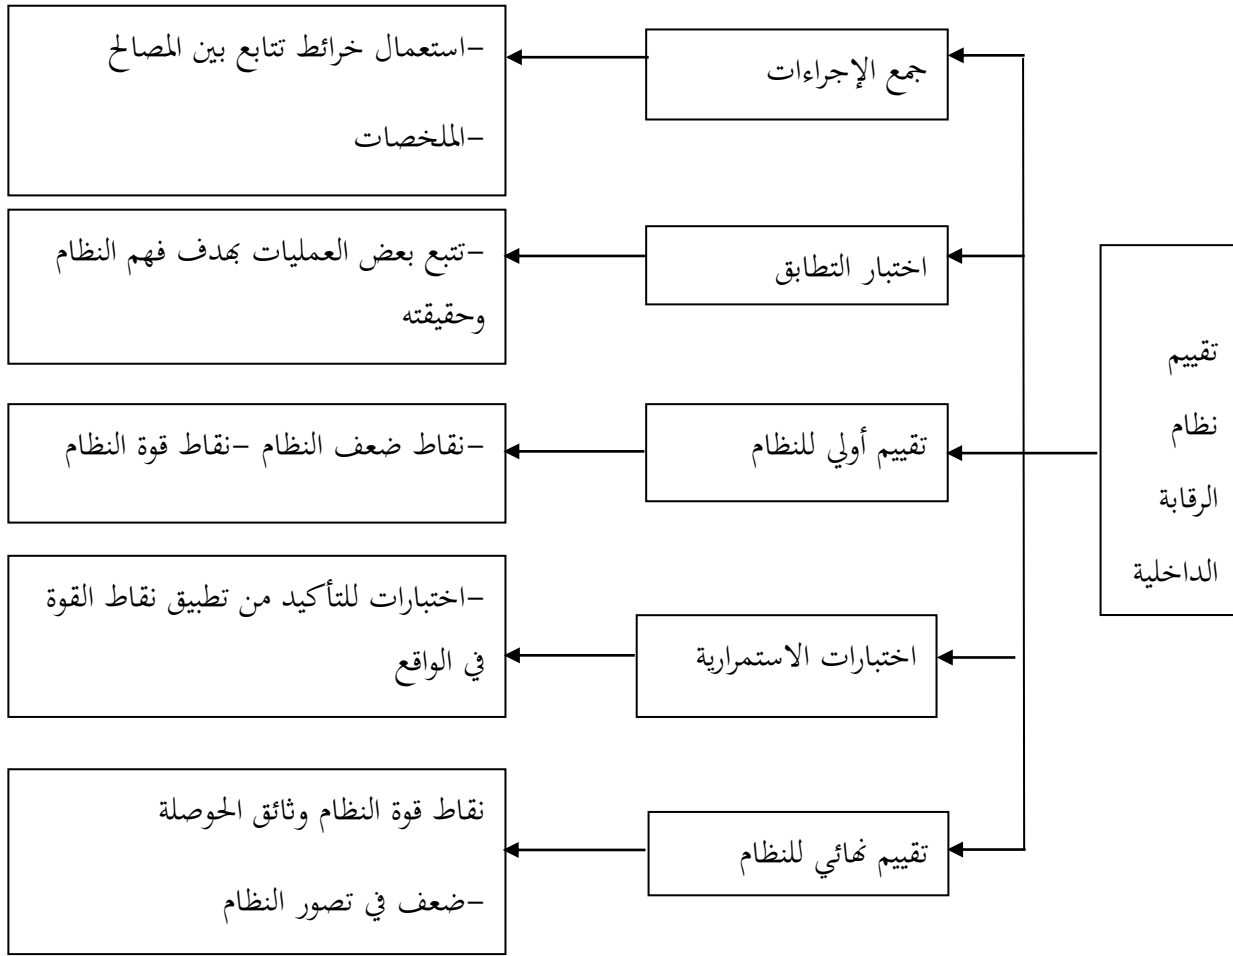 تقييم
نظام
الرقابة
الداخلية
جمع الإجراءات
-استعمال خرائط تتابع بين المصالح
-الملخصات
اختبار التطابق
-تتبع بعض العمليات بهدف فهم النظام
وحقيقته
تقييم أولي للنظام
-نقاط ضعف النظام -نقاط قوة النظام
اختبارات الاستمرارية
-اختبارات للتأكيد من تطبيق نقاط القوة
في الواقع
تقييم نهائي للنظام
نقاط قوة النظام وثائق الحوصلة
-ضعف في تصور النظام